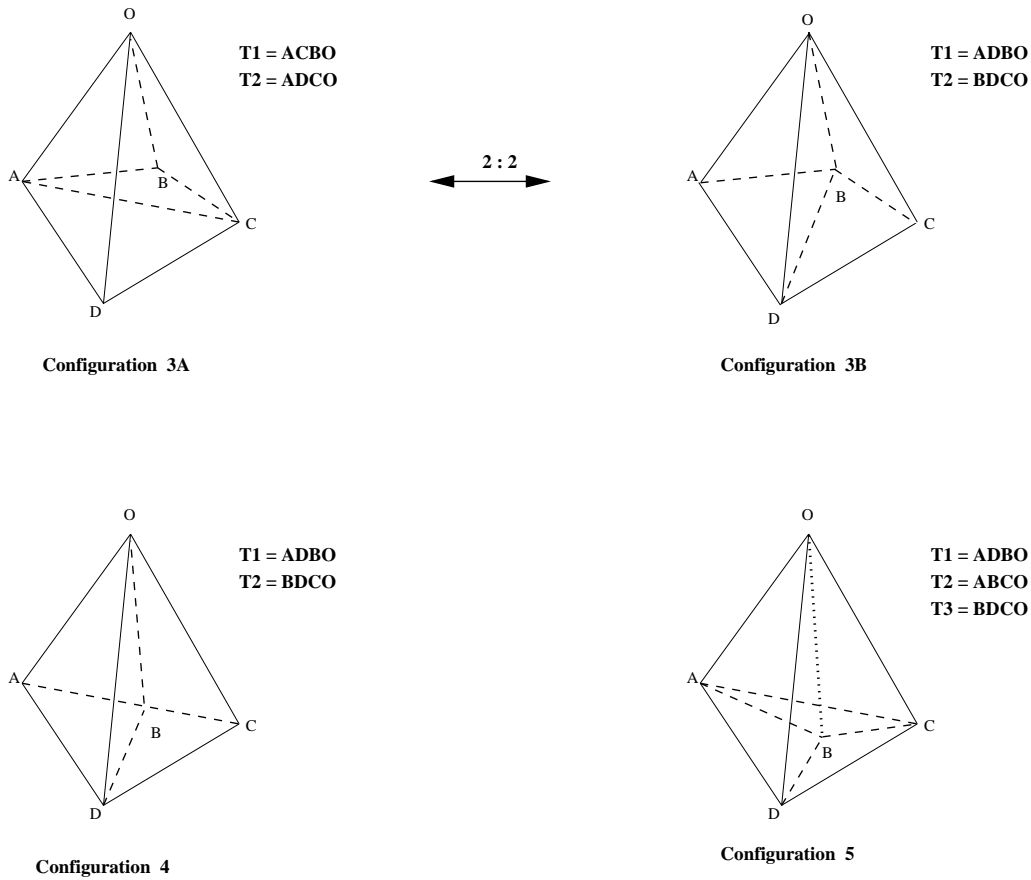 O
T1 = ACBO
T2 = ADCO
A
B
C
D
Configuration 3A
2 : 2
O
T1 = ADBO
T2 = BDCO
A
B
C
D
Configuration 3B
O
T1 = ADBO
T2 = BDCO
A
B
C
D
Configuration 4
O
T1 = ADBO
T2 = ABCO
T3 = BDCO
A
B
C
D
Configuration 5